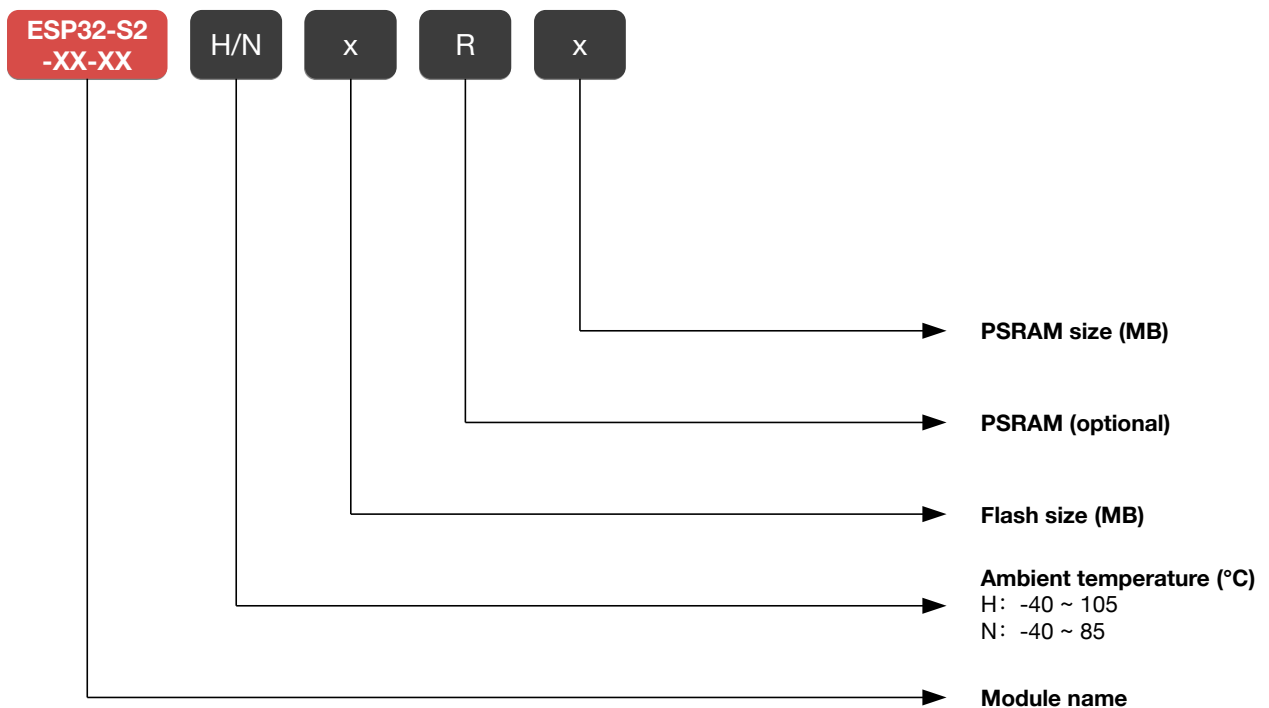 ESP32-S2
-XX-XX
H/N
x
R
x
PSRAM size (MB)
PSRAM (optional)
Flash size (MB)
Ambient temperature (°C)
H：-40 ~ 105
N：-40 ~ 85
Module name